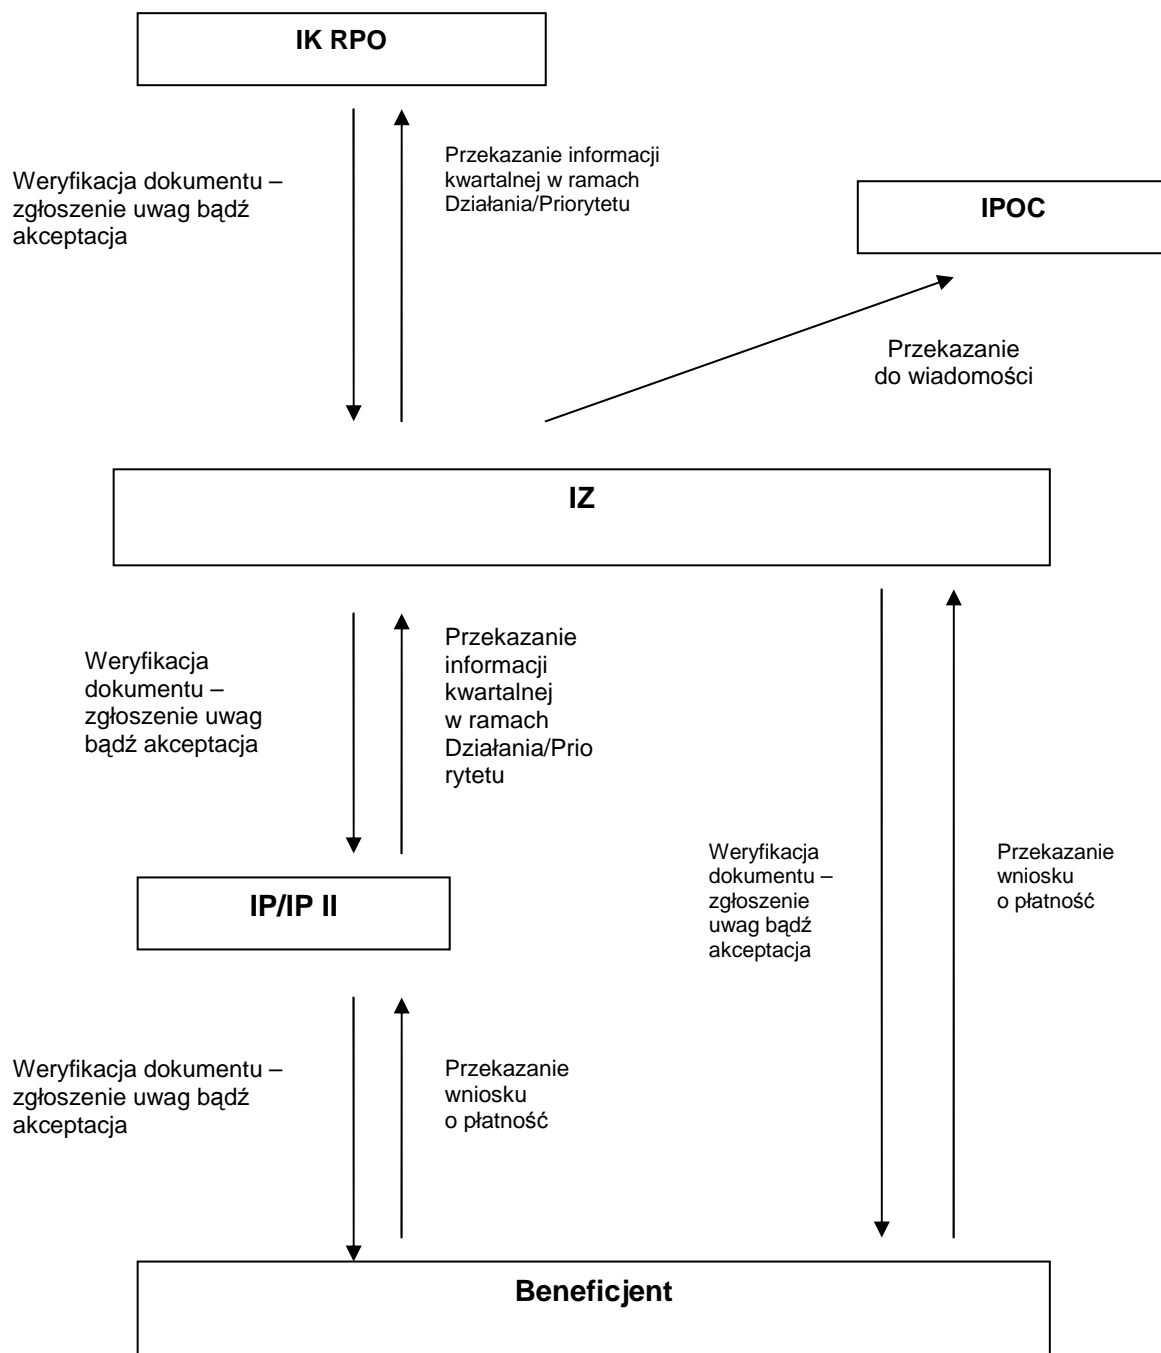 IK RPO
Weryfikacja dokumentu –
zgłoszenie uwag bądź
akceptacja
Przekazanie informacji
kwartalnej w ramach
Działania/Priorytetu
IPOC
Przekazanie
do wiadomości
IZ
Weryfikacja
dokumentu –
zgłoszenie uwag
bądź akceptacja
Przekazanie
informacji
kwartalnej
w ramach
Działania/Prio
rytetu
Weryfikacja
dokumentu –
zgłoszenie
uwag bądź
akceptacja
Przekazanie
wniosku
o płatność
IP/IP II
Weryfikacja dokumentu –
zgłoszenie uwag bądź
akceptacja
Przekazanie
wniosku
o płatność
Beneficjent